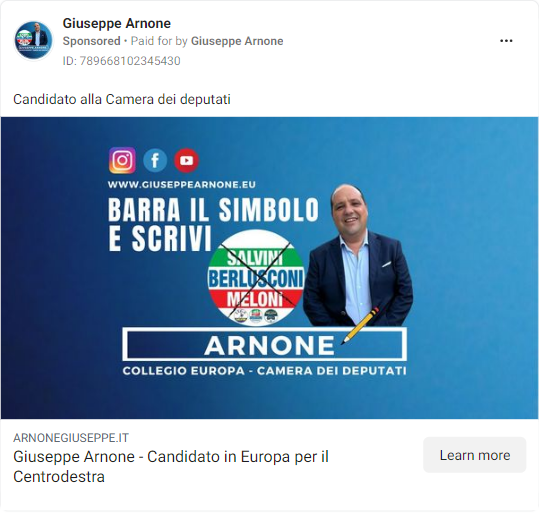 Giuseppe Arnone
Sponsored • Paid for by Giuseppe Arnone
ID: 789668102345430
Candidato alla Camera dei deputati
WWW.GIUSEPPEARNONE.EU
BARRA IL SIMBOLO
E SCRIVI
SALVINI
BERLUSCONI
MELONI
ARNONE
COLLEGIO EUROPA - CAMERA DEI DEPUTATI
ARNONEGIUSEPPE.IT
Giuseppe Arnone - Candidato in Europa per il
Centrodestra
Learn more